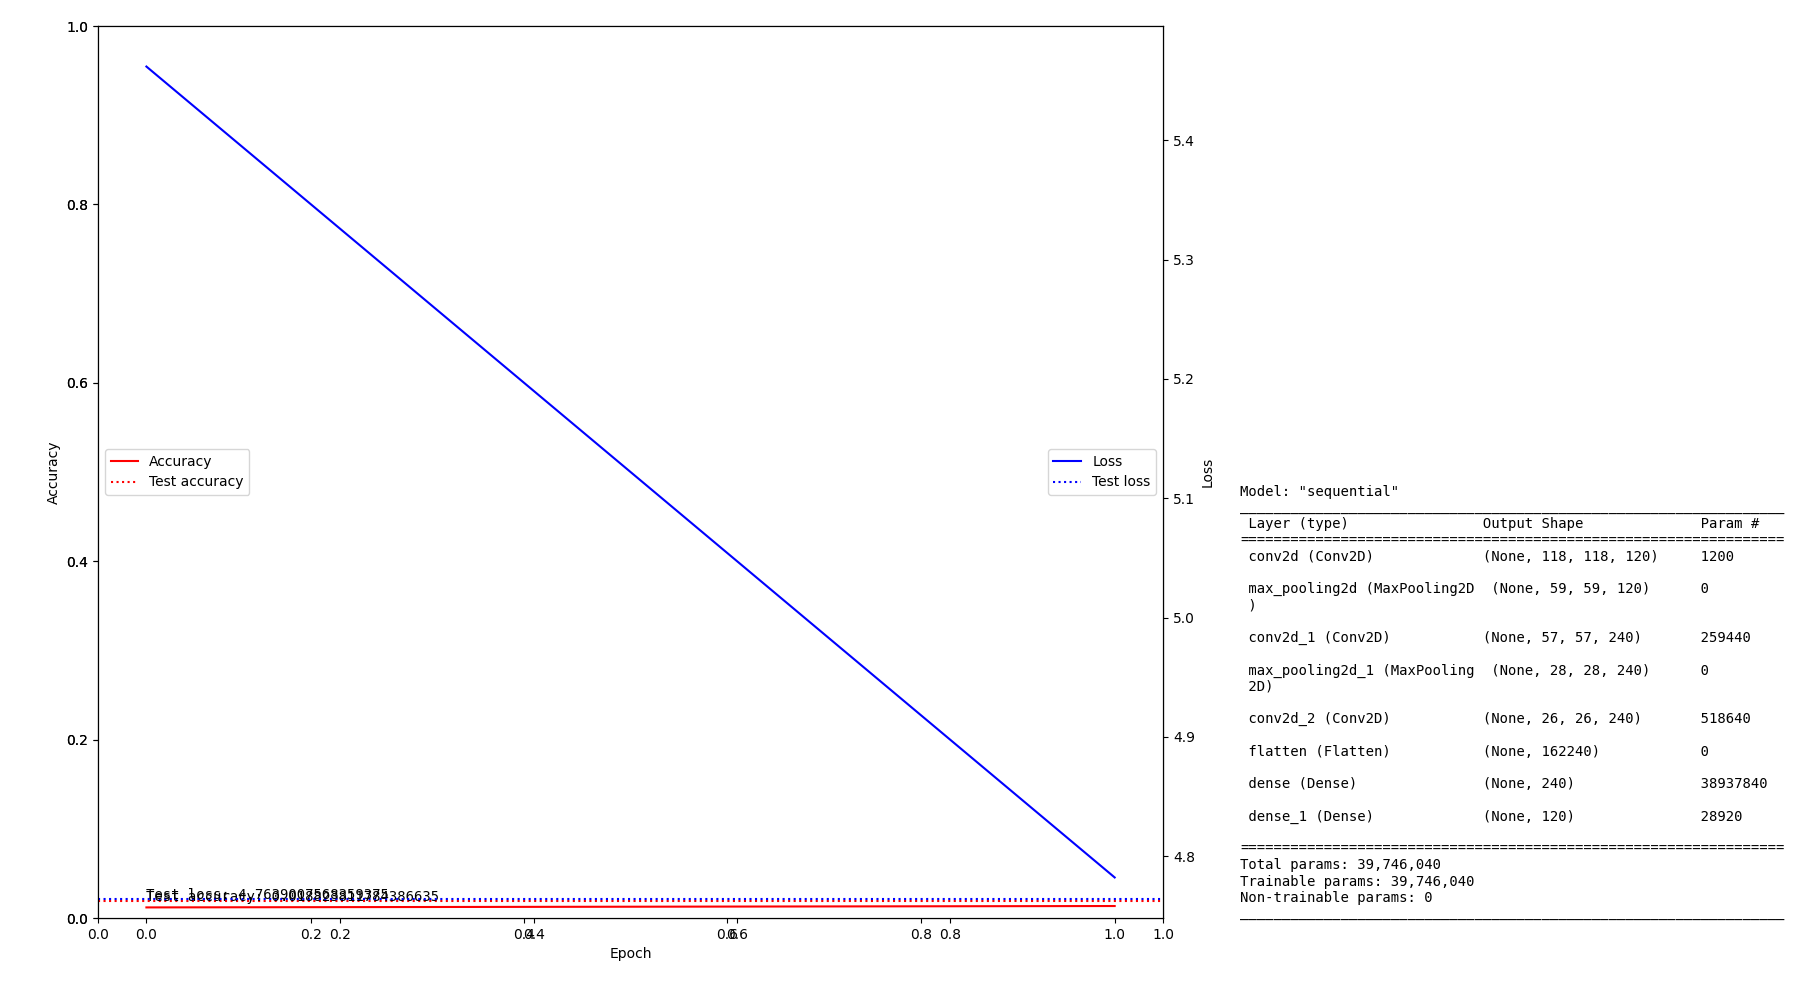 1.0
0.8
0.6
0.4
0.2
0.0
Accuracy
Accuracy
Test accuracy
Loss
Test loss
5.4
5.3
5.2
5.1
5.0
4.9
4.8
Loss
0.0 0.0 0.2 0.2 0.4 0.4 0.6 0.6 0.8 0.8 1.0 1.0
Epoch
Model: "sequential"
Layer (type) Output Shape Param #
conv2d (Conv2D) (None, 118, 118, 120) 1200
max_pooling2d (MaxPooling2D (None, 59, 59, 120) 0
)
conv2d_1 (Conv2D) (None, 57, 57, 240) 259440
max_pooling2d_1 (MaxPooling (None, 28, 28, 240) 0
2D)
conv2d_2 (Conv2D) (None, 26, 26, 240) 518640
flatten (Flatten) (None, 162240) 0
dense (Dense) (None, 240) 38937840
dense_1 (Dense) (None, 120) 28920
Total params: 39,746,040
Trainable params: 39,746,040
Non-trainable params: 0